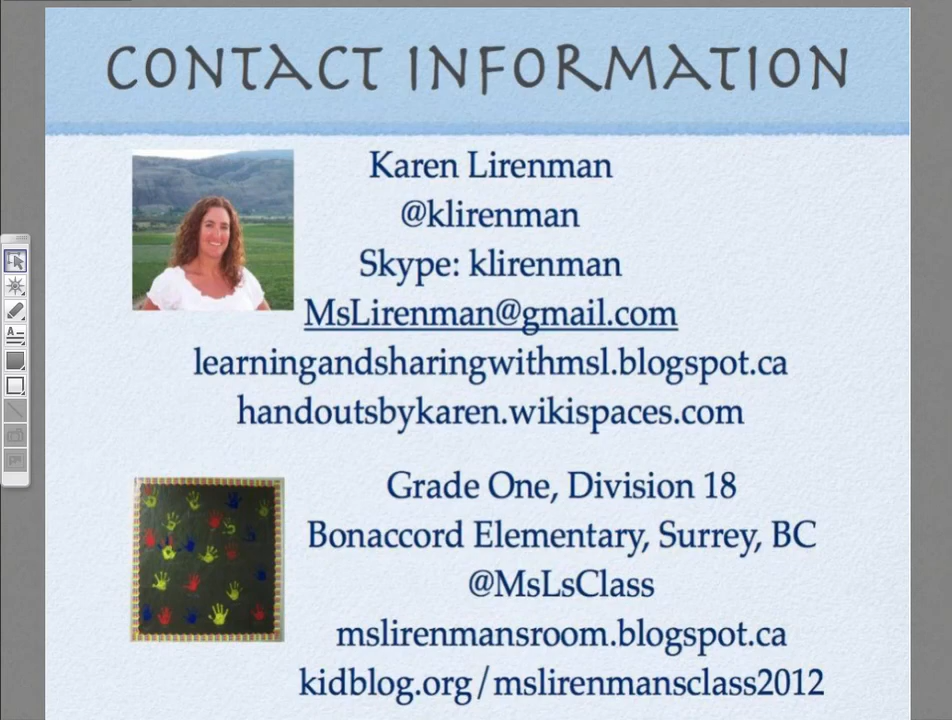 CONTACT INFORMATION
Karen Lirenman
@klirenman
Skype: klirenman
MsLirenman@gmail.com
learningandsharingwithmsl.blogspot.ca
handoutsbykaren.wikispaces.com
Grade One, Division 18
Bonaccord Elementary, Surrey, BC
@MsLsClass
mslirenmansroom.blogspot.ca
kidblog.org/mslirenmansclass2012